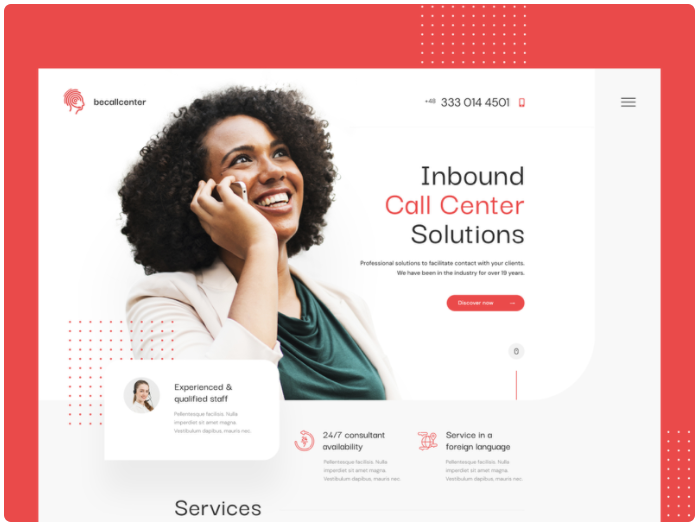 becallcenter
+48 333 014 4501
Inbound
Call Center
Solutions
Professional solutions to facilitate contact with your clients.
We have been in the industry for over 19 years.
Discover now →
Experienced &
qualified staff
Pellentesque facilisis. Nulla
imperdiet sit amet magna.
Vestibulum dapibus, mauris nec.
24/7 consultant
availability
Pellentesque facilisis. Nulla
imperdiet sit amet magna.
Vestibulum dapibus, mauris nec.
Service in a
foreign language
Pellentesque facilisis. Nulla
imperdiet sit amet magna.
Vestibulum dapibus, mauris nec.
Services